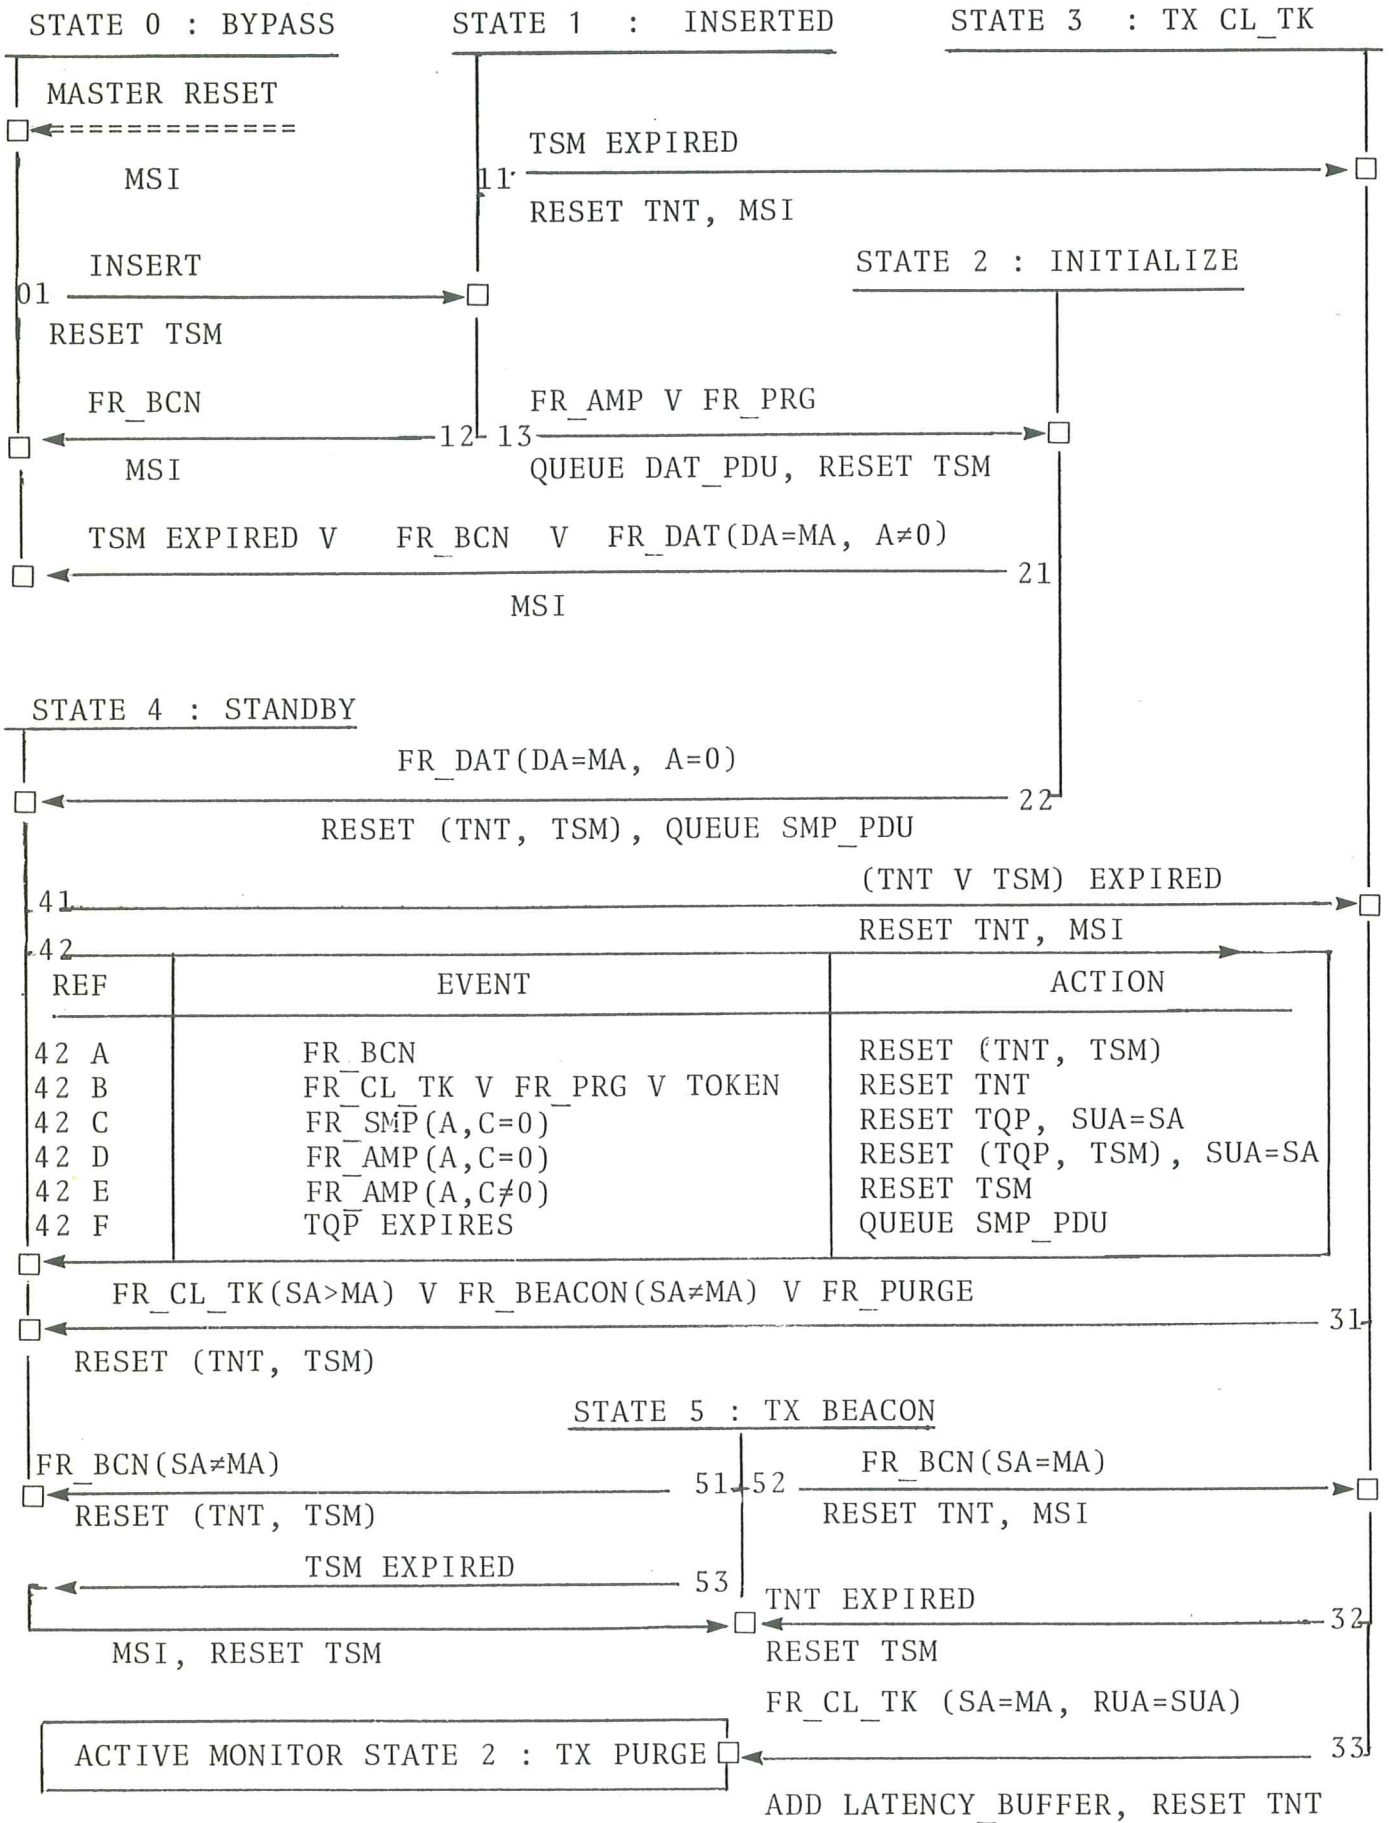 STATE 0 : BYPASS
STATE 1 : INSERTED
STATE 3 : TX CL_TK
MASTER RESET
MSI
TSM EXPIRED
11
RESET TNT, MSI
INSERT
01
RESET TSM
STATE 2 : INITIALIZE
FR_BCN
12
MSI
FR_AMP V FR_PRG
13
QUEUE DAT_PDU, RESET TSM
TSM EXPIRED V FR_BCN V FR_DAT(DA=MA, A≠0)
21
MSI
STATE 4 : STANDBY
FR_DAT(DA=MA, A=0)
22
RESET (TNT, TSM), QUEUE SMP_PDU
(TNT V TSM) EXPIRED
41
RESET TNT, MSI
42
REF EVENT ACTION
42 A FR_BCN RESET (TNT, TSM)
42 B FR_CL_TK V FR_PRG V TOKEN RESET TNT
42 C FR_SMP(A,C=0) RESET TQP, SUA=SA
42 D FR_AMP(A,C=0) RESET (TQP, TSM), SUA=SA
42 E FR_AMP(A,C≠0) RESET TSM
42 F TQP EXPIRES QUEUE SMP_PDU
FR_CL_TK(SA>MA) V FR_BEACON(SA≠MA) V FR_PURGE
31
RESET (TNT, TSM)
STATE 5 : TX BEACON
FR_BCN(SA≠MA)
51
RESET (TNT, TSM)
FR_BCN(SA=MA)
52
RESET TNT, MSI
TSM EXPIRED
53
MSI, RESET TSM
TNT EXPIRED
32
RESET TSM
FR_CL_TK (SA=MA, RUA=SUA)
33
ACTIVE MONITOR STATE 2 : TX PURGE
ADD LATENCY_BUFFER, RESET TNT